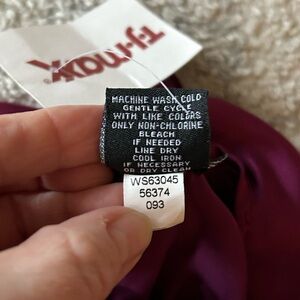 T·J·maxx
MACHINE WASH COLD
GENTLE CYCLE
WITH LIKE COLORS
ONLY NON-CHLORINE
BLEACH
IF NEEDED
LINE DRY
COOL IRON
IF NECESSARY
OR DRY CLEAN
WS63045
56374
093